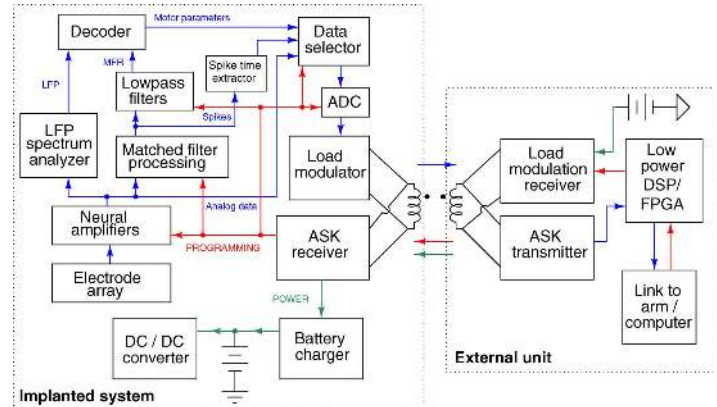 Motor parameters
Decoder
Data
selector
LFP
MFR
Lowpass
filters
Spike time
extractor
ADC
Spikes
LFP
spectrum
analyzer
Matched filter
processing
Load
modulator
Load
modulation
receiver
Low
power
DSP/
FPGA
Analog data
Neural
amplifiers
PROGRAMMING
ASK
receiver
ASK
transmitter
Electrode
array
Link to
arm /
computer
POWER
DC / DC
converter
Battery
charger
External unit
Implanted system